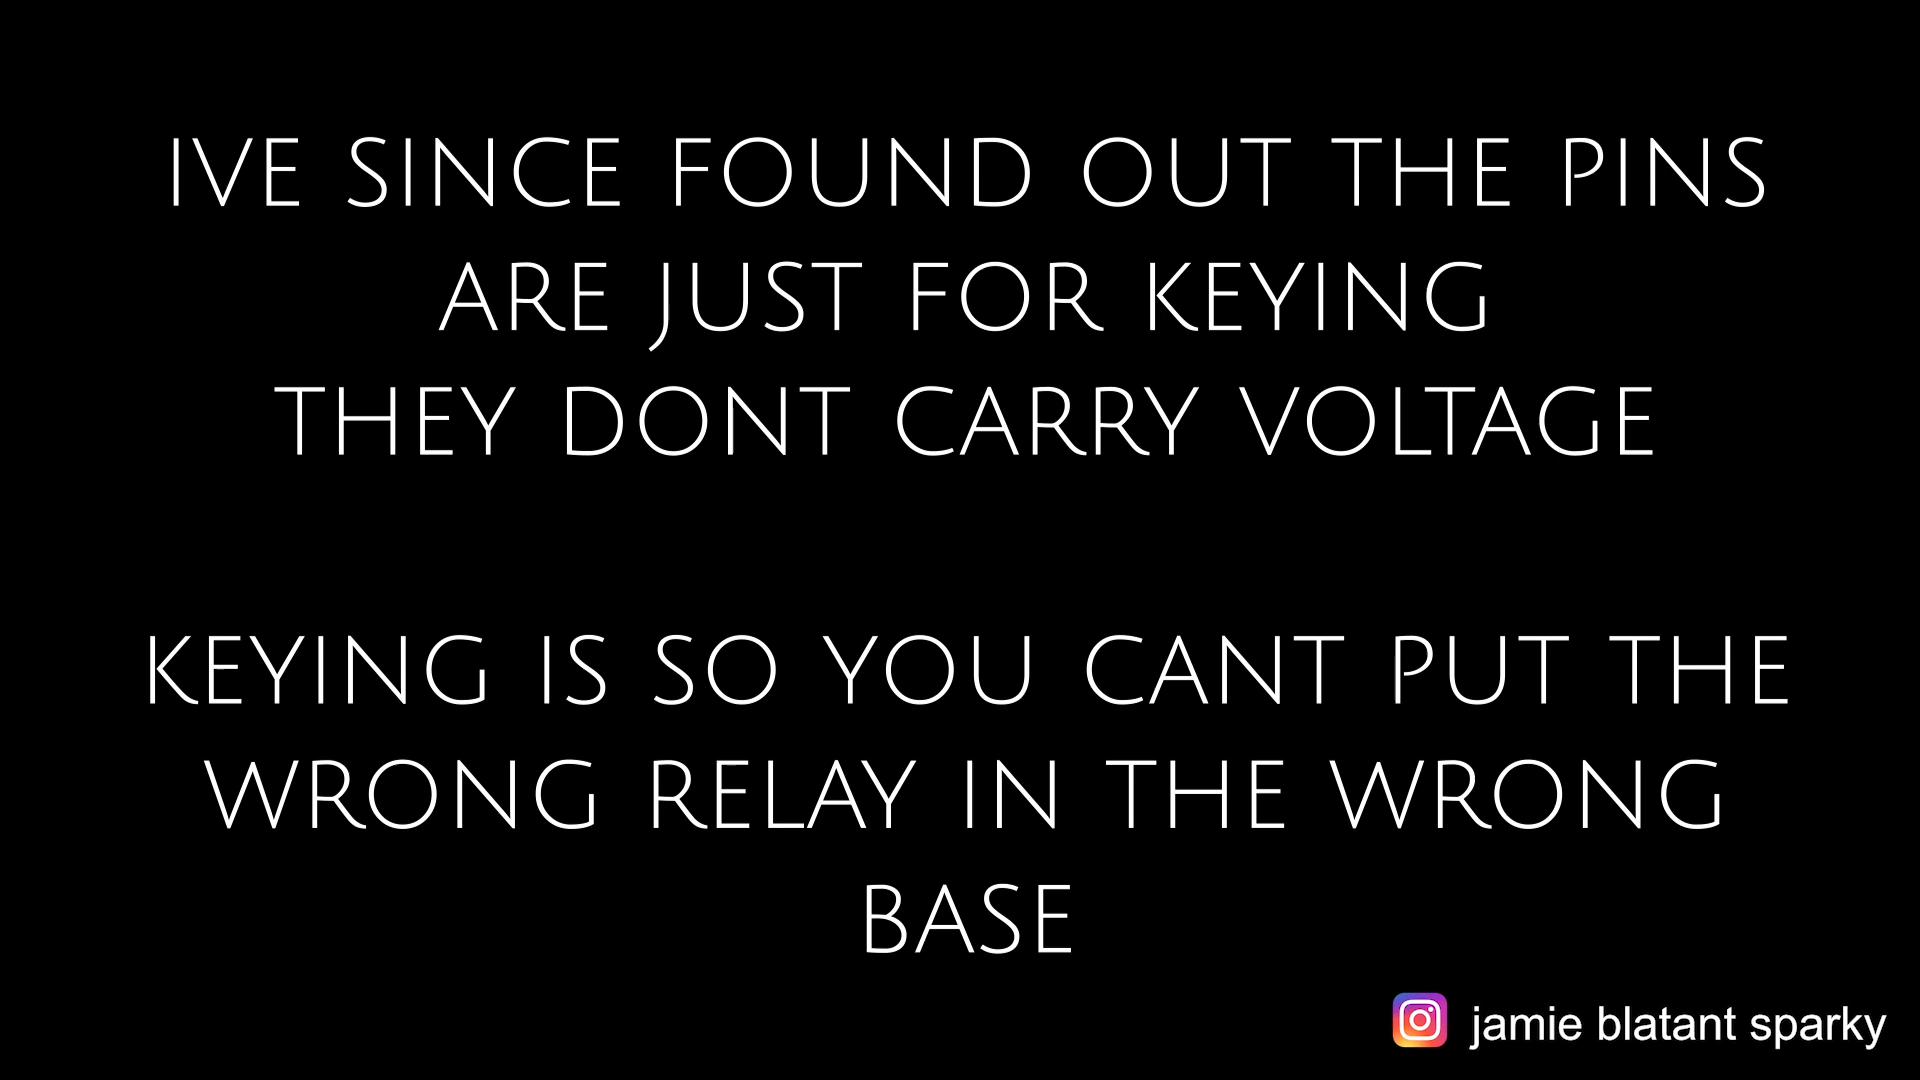 IVE SINCE FOUND OUT THE PINS
ARE JUST FOR KEYING
THEY DONT CARRY VOLTAGE
KEYING IS SO YOU CANT PUT THE
WRONG RELAY IN THE WRONG
BASE
jamie blatant sparky